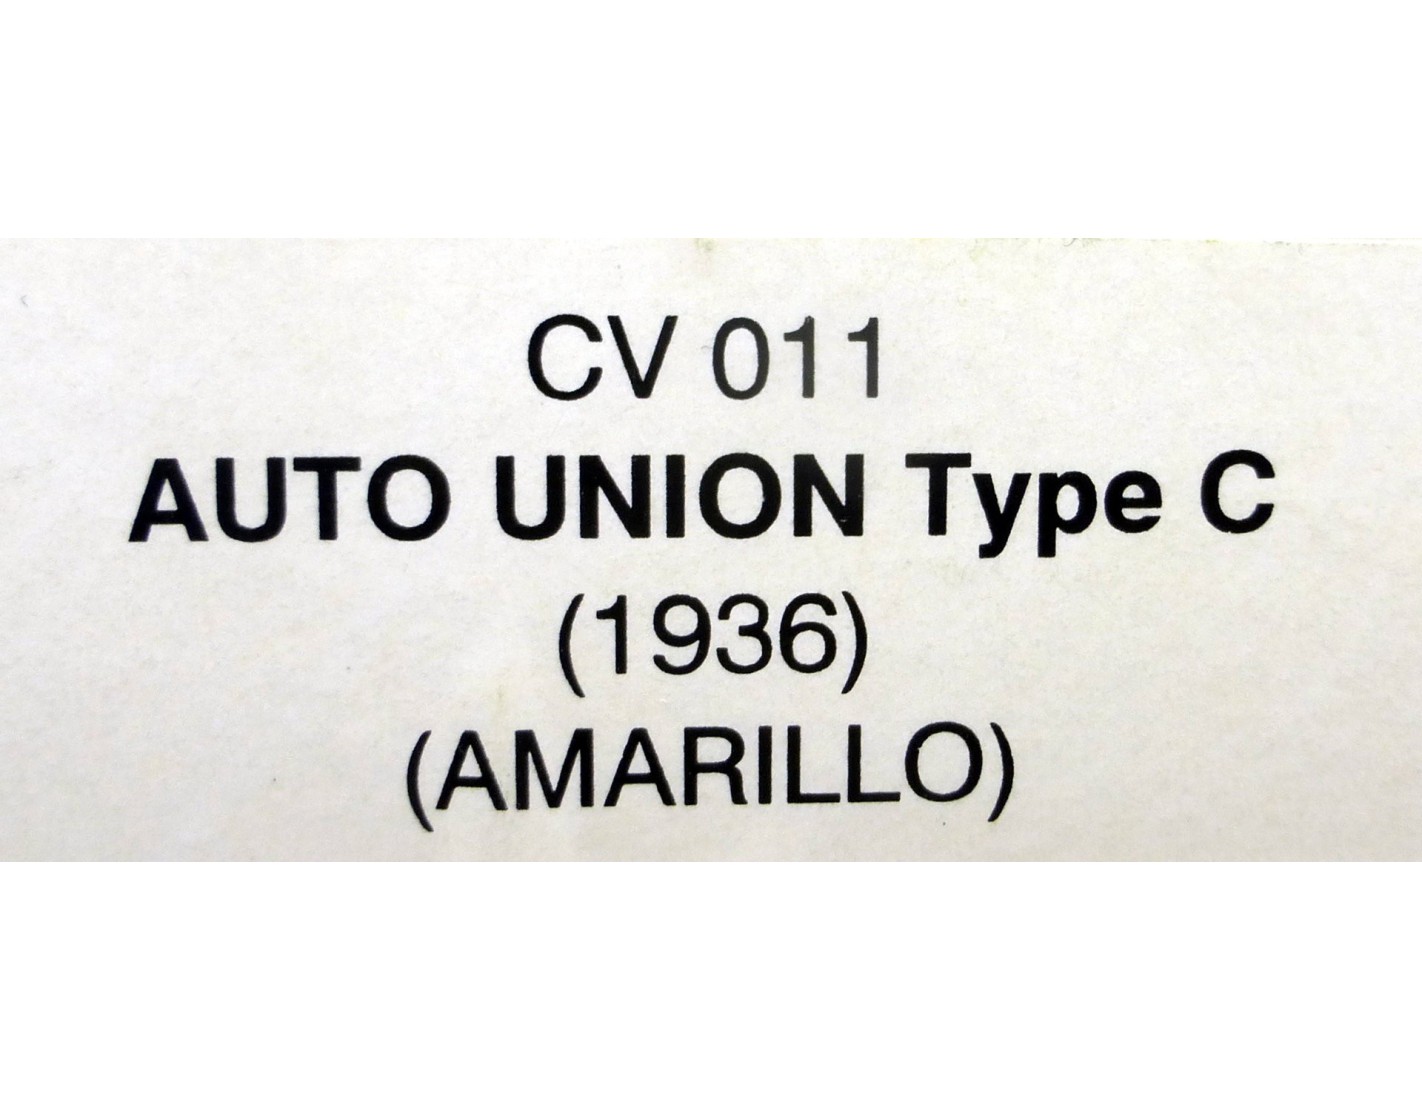 CV 011
AUTO UNION Type C
(1936)
(AMARILLO)